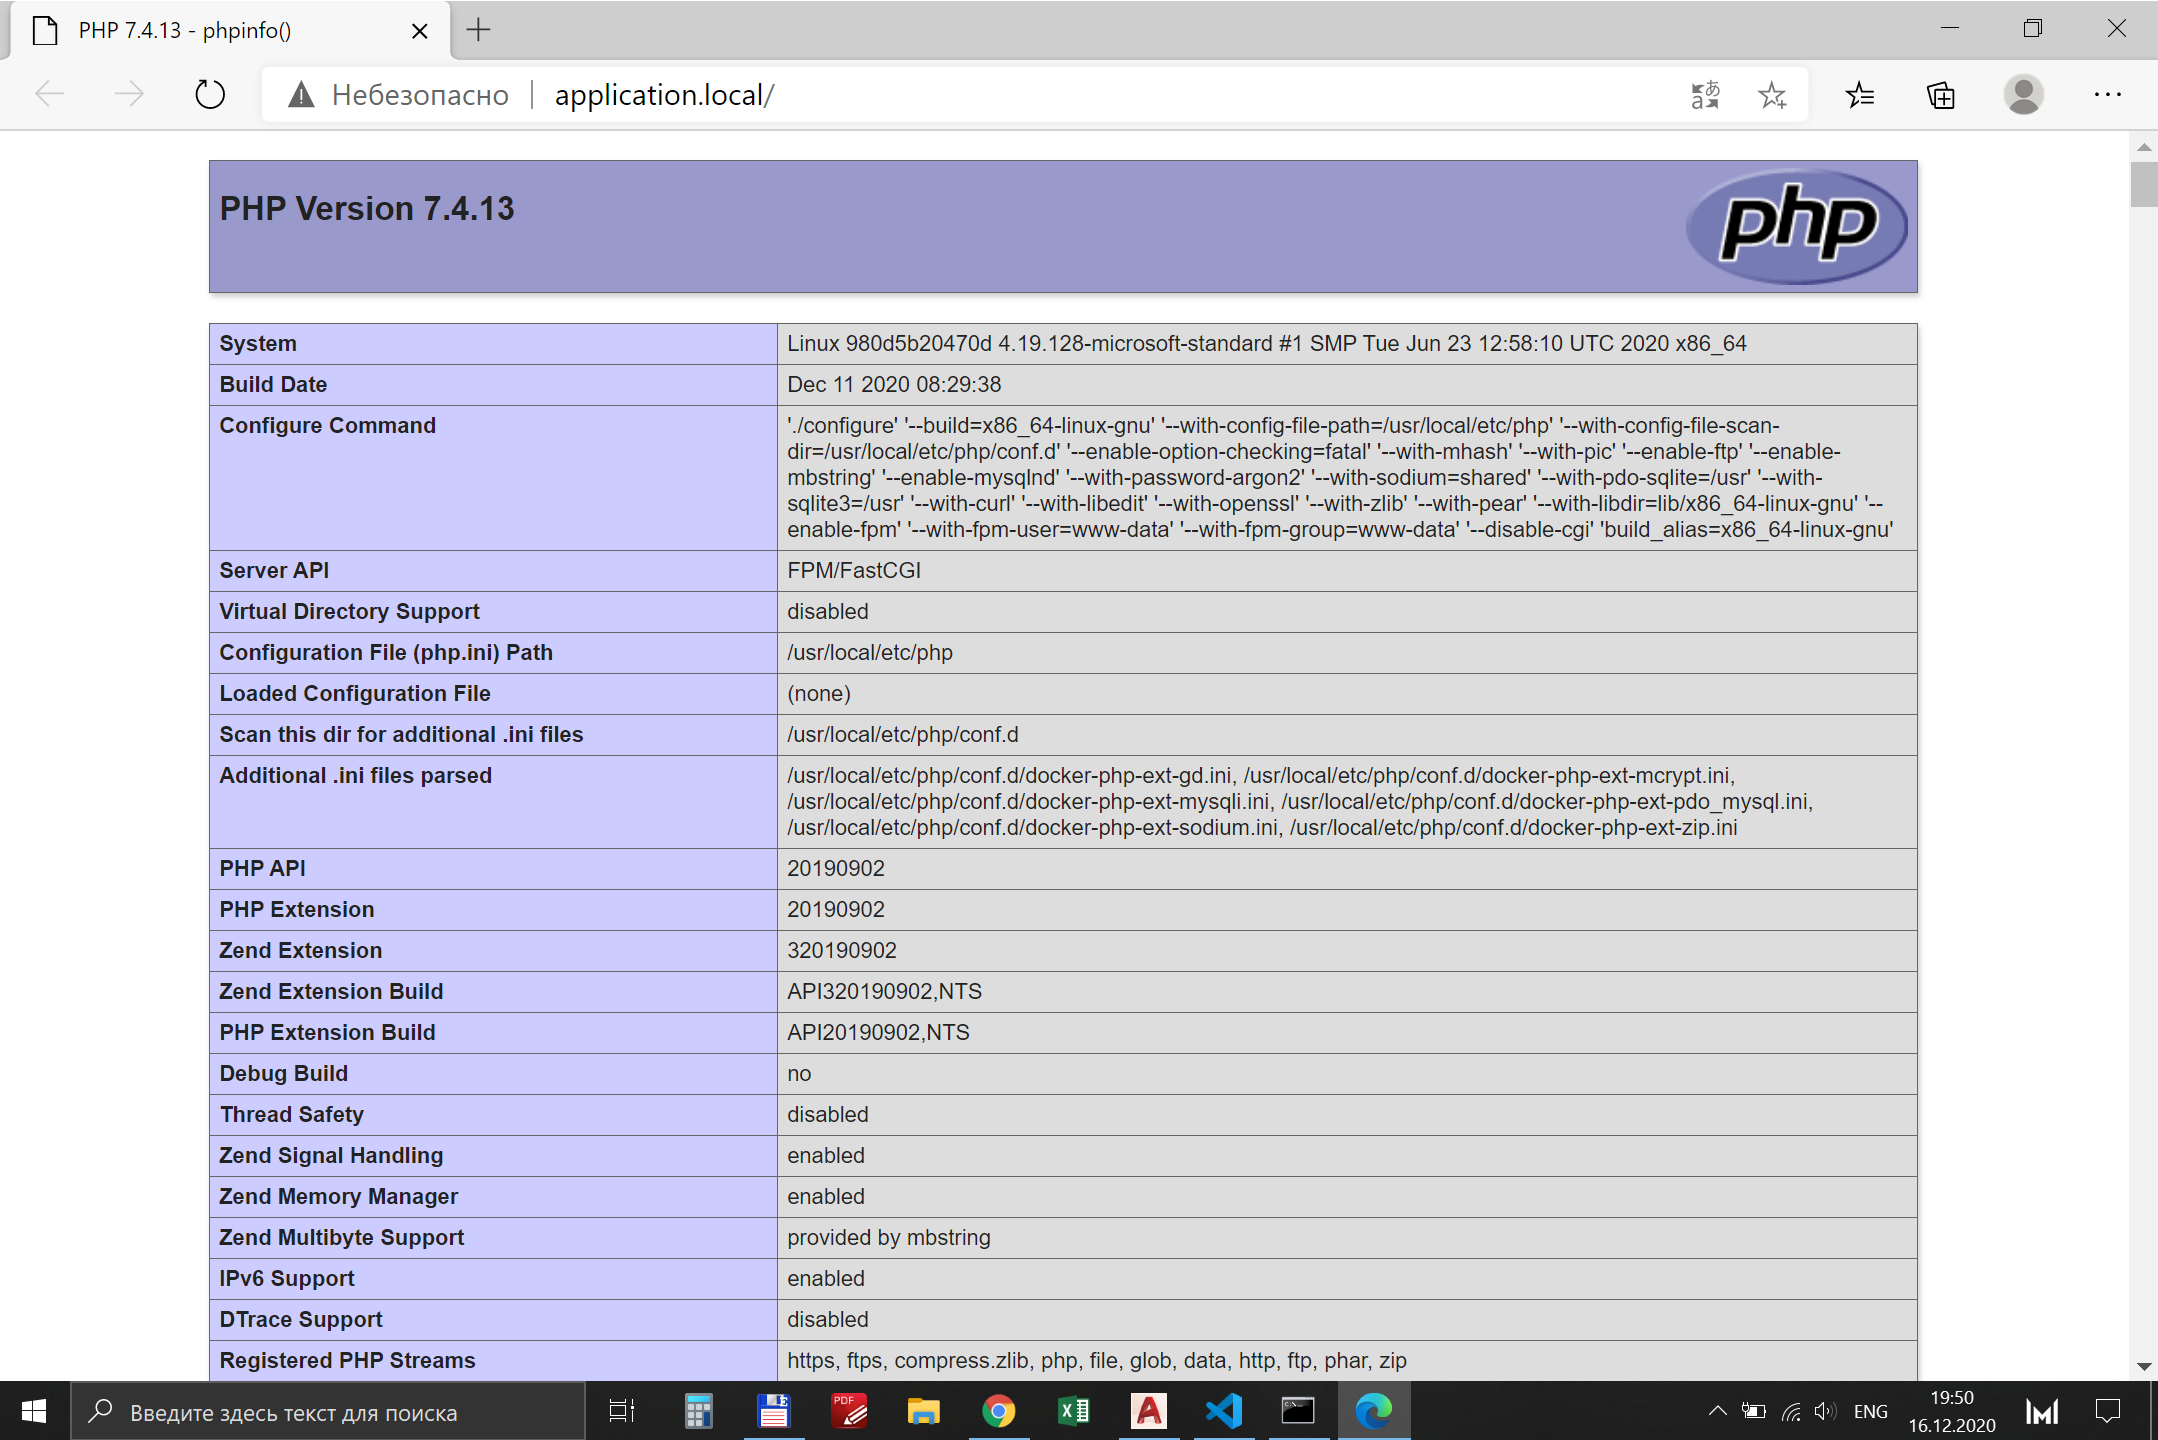 PHP 7.4.13 - phpinfo()
Небезопасно
application.local/
PHP Version 7.4.13
php
System Linux 980d5b20470d 4.19.128-microsoft-standard #1 SMP Tue Jun 23 12:58:10 UTC 2020 x86_64
Build Date Dec 11 2020 08:29:38
Configure Command './configure' '--build=x86_64-linux-gnu' '--with-config-file-path=/usr/local/etc/php' '--with-config-file-scan-
dir=/usr/local/etc/php/conf.d' '--enable-option-checking=fatal' '--with-mhash' '--with-pic' '--enable-ftp' '--enable-
mbstring' '--enable-mysqlnd' '--with-password-argon2' '--with-sodium=shared' '--with-pdo-sqlite=/usr' '--with-
sqlite3=/usr' '--with-curl' '--with-libedit' '--with-openssl' '--with-zlib' '--with-pear' '--with-libdir=lib/x86_64-linux-gnu' '--
enable-fpm' '--with-fpm-user=www-data' '--with-fpm-group=www-data' '--disable-cgi' 'build_alias=x86_64-linux-gnu'
Server API FPM/FastCGI
Virtual Directory Support disabled
Configuration File (php.ini) Path /usr/local/etc/php
Loaded Configuration File (none)
Scan this dir for additional .ini files /usr/local/etc/php/conf.d
Additional .ini files parsed /usr/local/etc/php/conf.d/docker-php-ext-gd.ini, /usr/local/etc/php/conf.d/docker-php-ext-mcrypt.ini,
/usr/local/etc/php/conf.d/docker-php-ext-mysqli.ini, /usr/local/etc/php/conf.d/docker-php-ext-pdo_mysql.ini,
/usr/local/etc/php/conf.d/docker-php-ext-sodium.ini, /usr/local/etc/php/conf.d/docker-php-ext-zip.ini
PHP API 20190902
PHP Extension 20190902
Zend Extension 320190902
Zend Extension Build API320190902,NTS
PHP Extension Build API20190902,NTS
Debug Build no
Thread Safety disabled
Zend Signal Handling enabled
Zend Memory Manager enabled
Zend Multibyte Support provided by mbstring
IPv6 Support enabled
DTrace Support disabled
Registered PHP Streams https, ftps, compress.zlib, php, file, glob, data, http, ftp, phar, zip
Введите здесь текст для поиска
PDF
ENG
19:50
16.12.2020